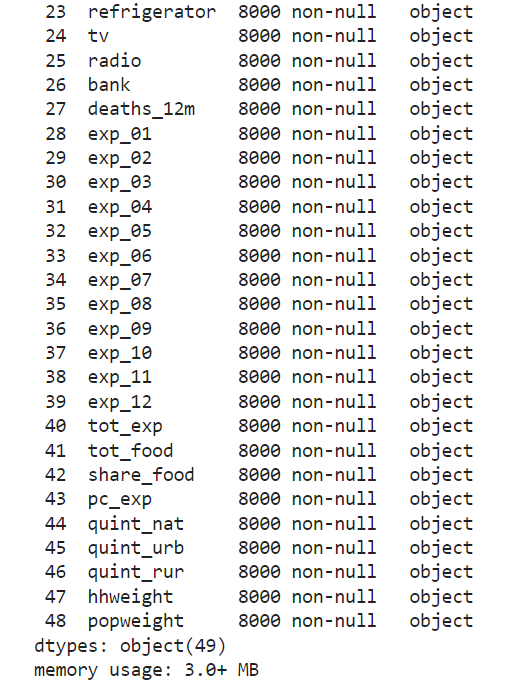 23 refrigerator 8000 non-null object
24 tv 8000 non-null object
25 radio 8000 non-null object
26 bank 8000 non-null object
27 deaths_12m 8000 non-null object
28 exp_01 8000 non-null object
29 exp_02 8000 non-null object
30 exp_03 8000 non-null object
31 exp_04 8000 non-null object
32 exp_05 8000 non-null object
33 exp_06 8000 non-null object
34 exp_07 8000 non-null object
35 exp_08 8000 non-null object
36 exp_09 8000 non-null object
37 exp_10 8000 non-null object
38 exp_11 8000 non-null object
39 exp_12 8000 non-null object
40 tot_exp 8000 non-null object
41 tot_food 8000 non-null object
42 share_food 8000 non-null object
43 pc_exp 8000 non-null object
44 quint_nat 8000 non-null object
45 quint_urb 8000 non-null object
46 quint_rur 8000 non-null object
47 hhweight 8000 non-null object
48 popweight 8000 non-null object
dtypes: object(49)
memory usage: 3.0+ MB